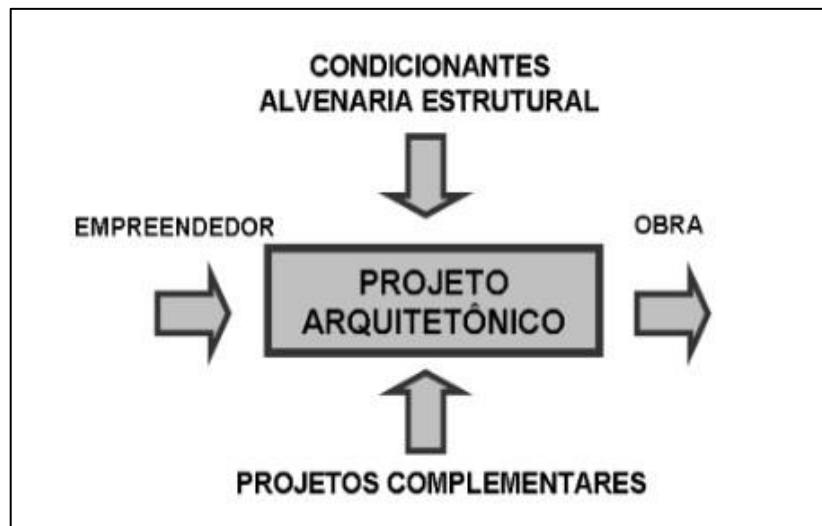 CONDICIONANTES
ALVENARIA ESTRUTURAL
EMPREENDEDOR
OBRA
PROJETO
ARQUITETÔNICO
PROJETOS COMPLEMENTARES